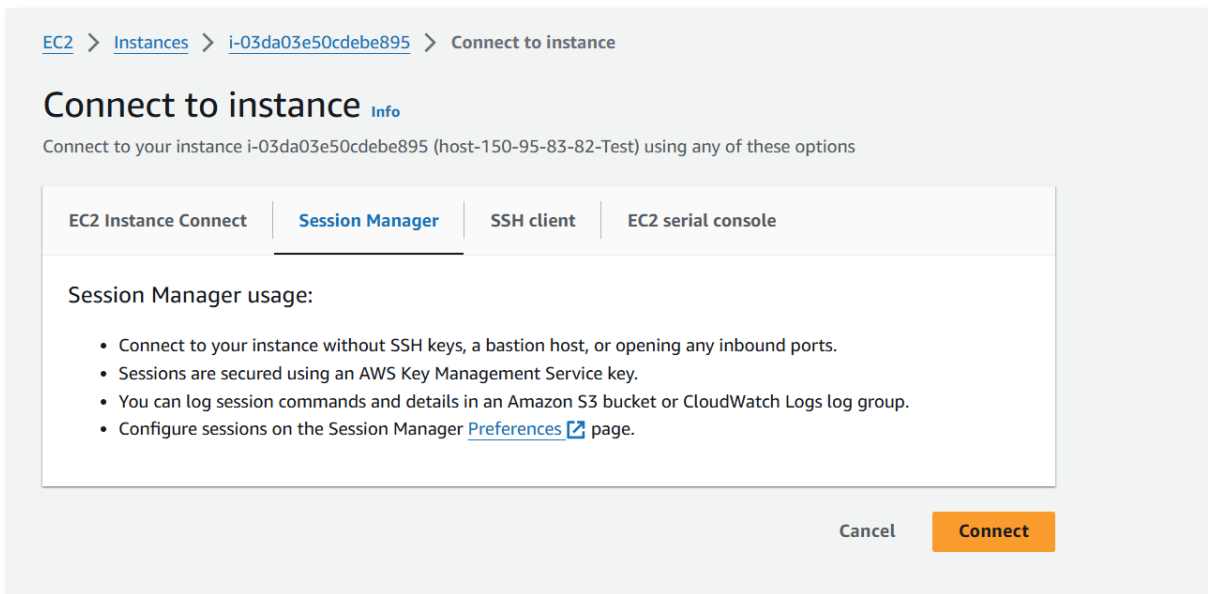 EC2 > Instances > i-03da03e50cdebe895 > Connect to instance
Connect to instance Info
Connect to your instance i-03da03e50cdebe895 (host-150-95-83-82-Test) using any of these options
EC2 Instance Connect Session Manager SSH client EC2 serial console
Session Manager usage:
• Connect to your instance without SSH keys, a bastion host, or opening any inbound ports.
• Sessions are secured using an AWS Key Management Service key.
• You can log session commands and details in an Amazon S3 bucket or CloudWatch Logs log group.
• Configure sessions on the Session Manager Preferences page.
Cancel Connect